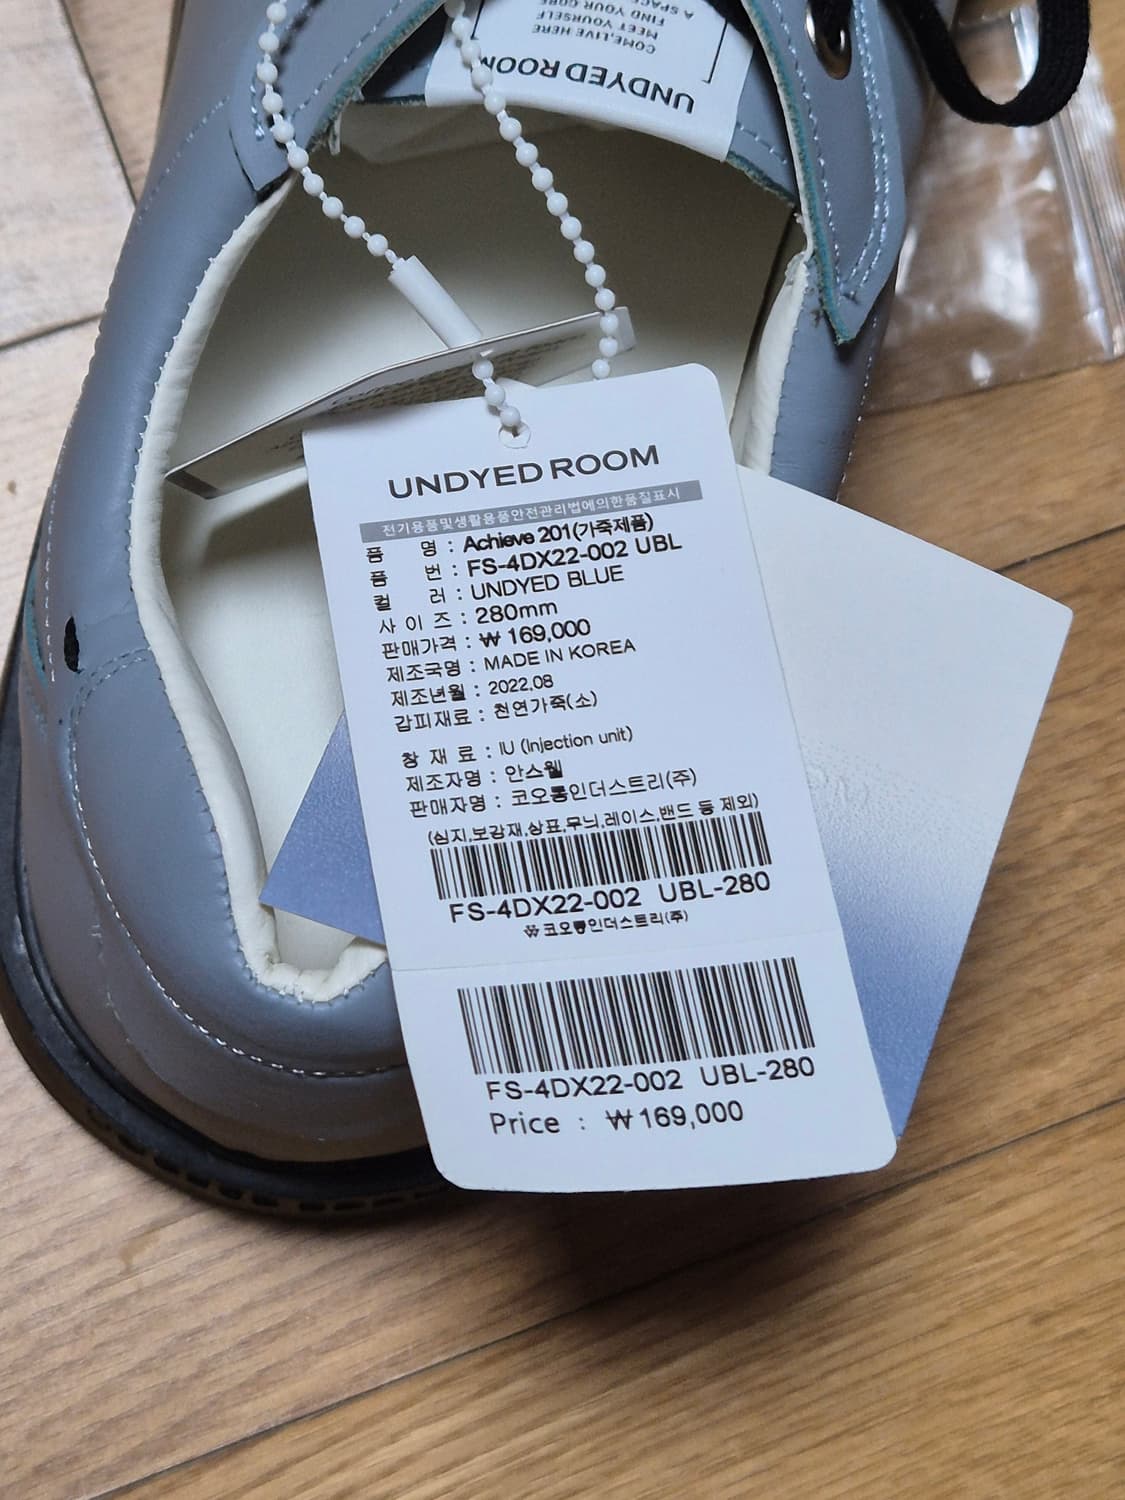 A SPACE
FIND YOUR CORE
MEET YOURSELF
COME,LIVE HERE
UNDYED ROOM
UNDYED ROOM
전기용품및생활용품안전관리법에의한품질표시
품 명 : Achieve 201(가죽제품)
품 번 : FS-4DX22-002 UBL
컬 러 : UNDYED BLUE
사 이 즈 : 280mm
판매가격 : ₩ 169,000
제조국명 : MADE IN KOREA
제조년월 : 2022.08
갑피재료 : 천연가죽(소)
창 재 료 : IU (Injection unit)
제조자명 : 안스웰
판매자명 : 코오롱인더스트리(주)
(심지,보강재,상표,무늬,레이스,밴드 등 제외)
FS-4DX22-002 UBL-280
코오롱인더스트리(주)
FS-4DX22-002 UBL-280
Price : ₩169,000